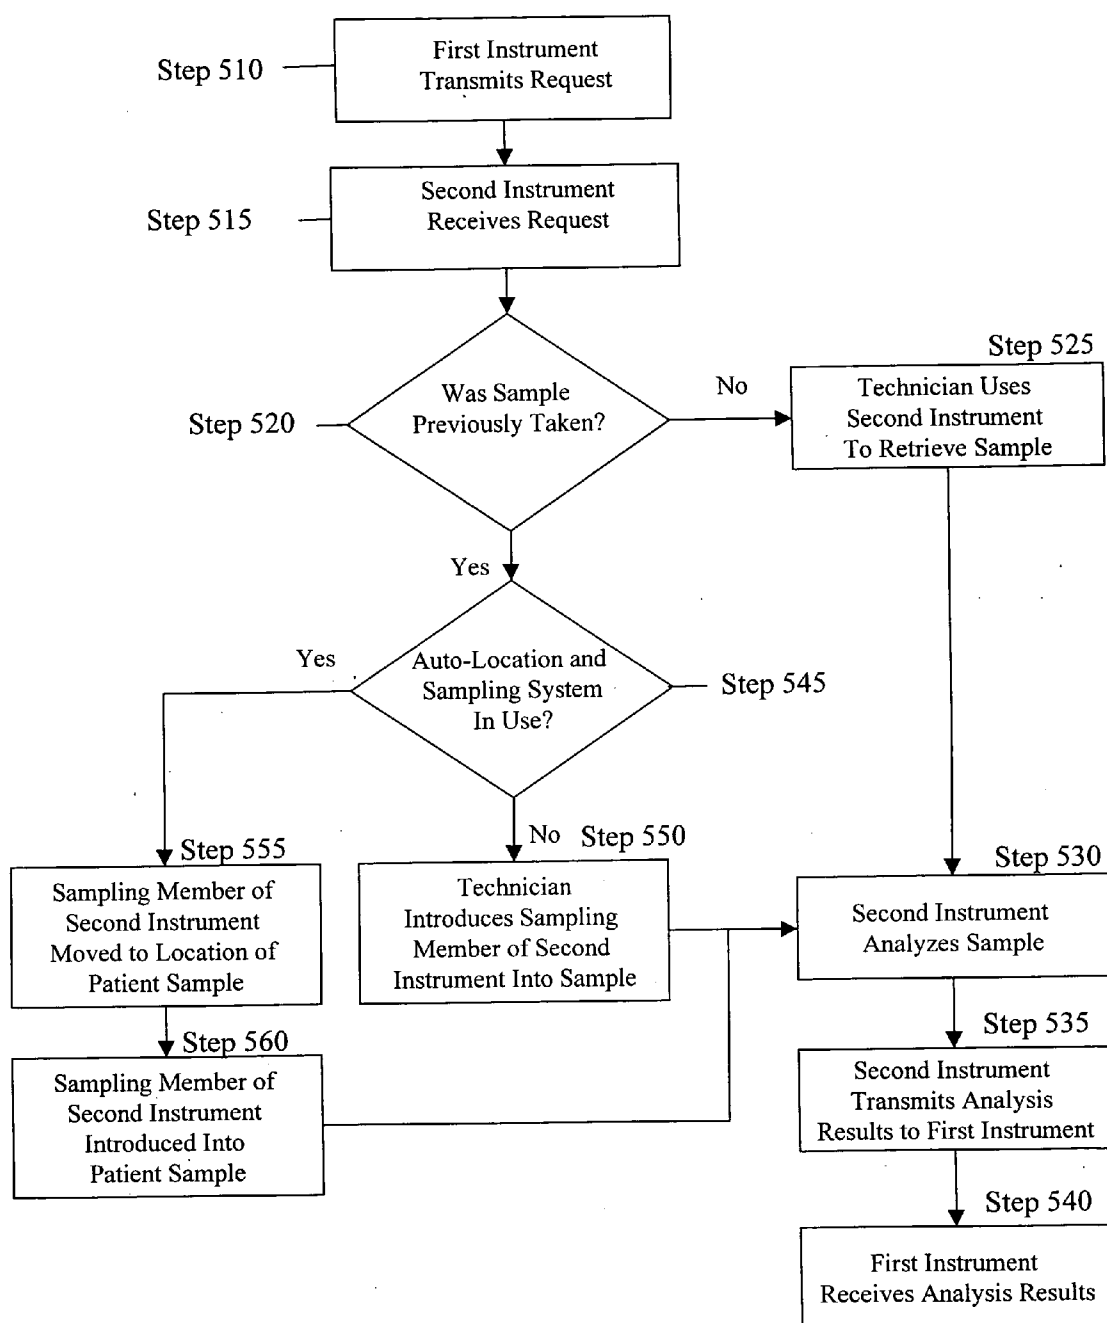 Step 510
First Instrument
Transmits Request
Step 515
Second Instrument
Receives Request
Step 520
Was Sample
Previously Taken?
No
Step 525
Technician Uses
Second Instrument
To Retrieve Sample
Yes
Yes
Auto-Location and
Sampling System
In Use?
Step 545
No
Step 555
Sampling Member of
Second Instrument
Moved to Location of
Patient Sample
Step 550
Technician
Introduces Sampling
Member of Second
Instrument Into Sample
Step 530
Second Instrument
Analyzes Sample
Step 560
Sampling Member of
Second Instrument
Introduced Into
Patient Sample
Step 535
Second Instrument
Transmits Analysis
Results to First Instrument
Step 540
First Instrument
Receives Analysis Results